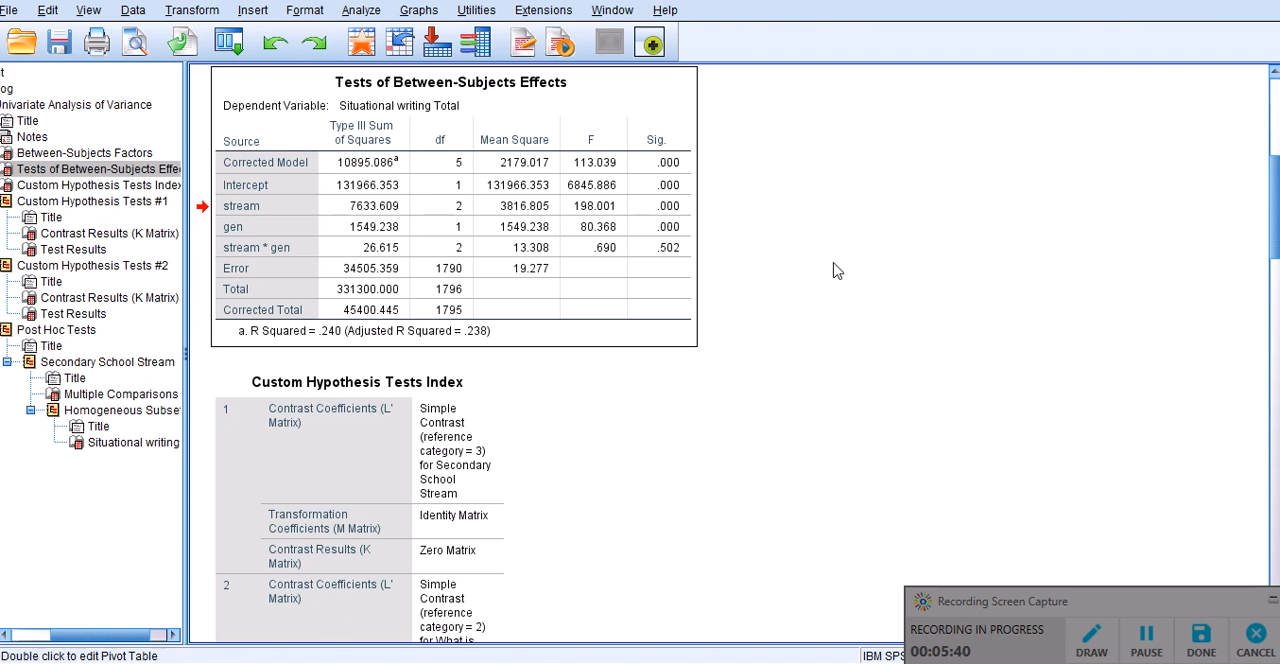 File Edit View Data Transform Insert Format Analyze Graphs Utilities Extensions Window Help
t
og
nivariate Analysis of Variance
Title
Notes
Between-Subjects Factors
Tests of Between-Subjects Effe
Custom Hypothesis Tests Index
Custom Hypothesis Tests #1
Title
Contrast Results (K Matrix)
Test Results
Custom Hypothesis Tests #2
Title
Contrast Results (K Matrix)
Test Results
Post Hoc Tests
Title
Secondary School Stream
Title
Multiple Comparisons
Homogeneous Subse
Title
Situational writing
Tests of Between-Subjects Effects
Dependent Variable: Situational writing Total
Source Type III Sum of Squares df Mean Square F Sig.
Corrected Model 10895.086a 5 2179.017 113.039 .000
Intercept 131966.353 1 131966.353 6845.886 .000
stream 7633.609 2 3816.805 198.001 .000
gen 1549.238 1 1549.238 80.368 .000
stream * gen 26.615 2 13.308 .690 .502
Error 34505.359 1790 19.277
Total 331300.000 1796
Corrected Total 45400.445 1795
a. R Squared = .240 (Adjusted R Squared = .238)
Custom Hypothesis Tests Index
1 Contrast Coefficients (L' Matrix) Simple Contrast (reference category = 3) for Secondary School Stream
Transformation Coefficients (M Matrix) Identity Matrix
Contrast Results (K Matrix) Zero Matrix
2 Contrast Coefficients (L' Matrix) Simple Contrast (reference category = 2) for What is
Recording Screen Capture
RECORDING IN PROGRESS
00:05:40
DRAW PAUSE DONE CANCEL
Double click to edit Pivot Table
IBM SPS